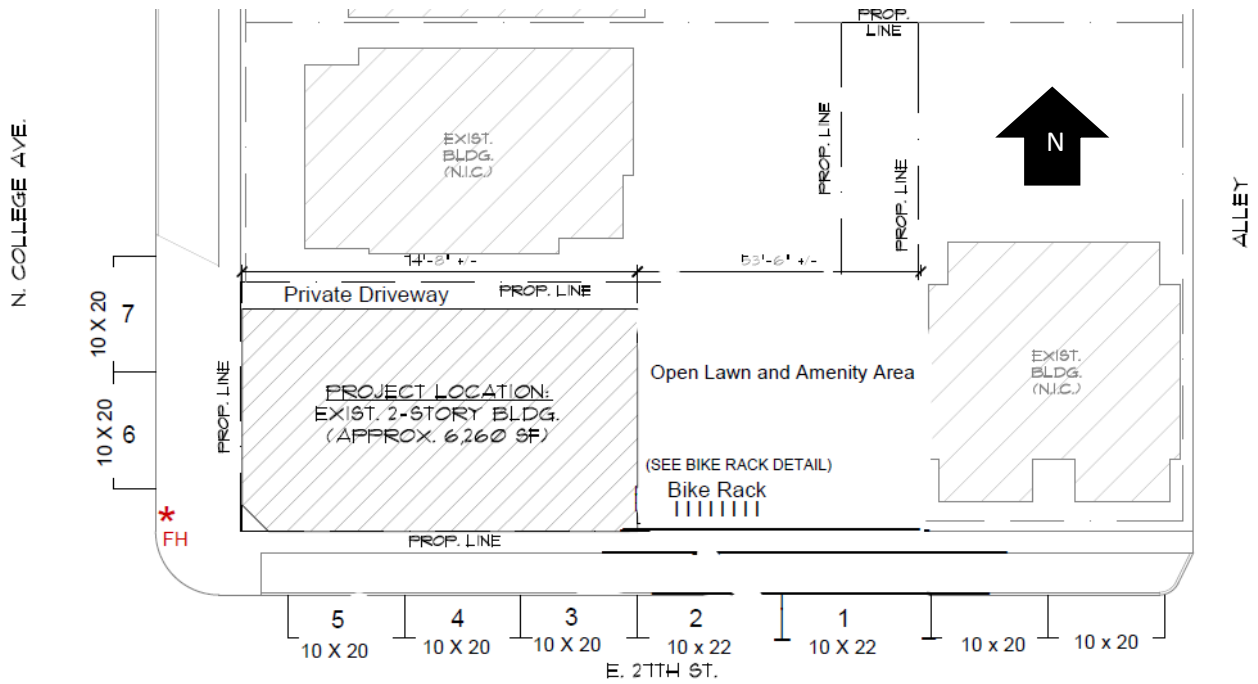 PROP.
LINE
N. COLLEGE AVE.
EXIST.
BLDG.
(N.I.C.)
PROP. LINE
PROP. LINE
N
ALLEY
74'-8" +/-
53'-6" +/-
Private Driveway
PROP. LINE
7
10 X 20
6
10 X 20
PROP. LINE
PROJECT LOCATION:
EXIST. 2-STORY BLDG.
(APPROX. 6,260 SF)
Open Lawn and Amenity Area
EXIST.
BLDG.
(N.I.C.)
(SEE BIKE RACK DETAIL)
Bike Rack
*
FH
PROP. LINE
5
10 X 20
4
10 X 20
3
10 X 20
2
10 x 22
1
10 X 22
10 x 20
10 x 20
E. 27TH ST.